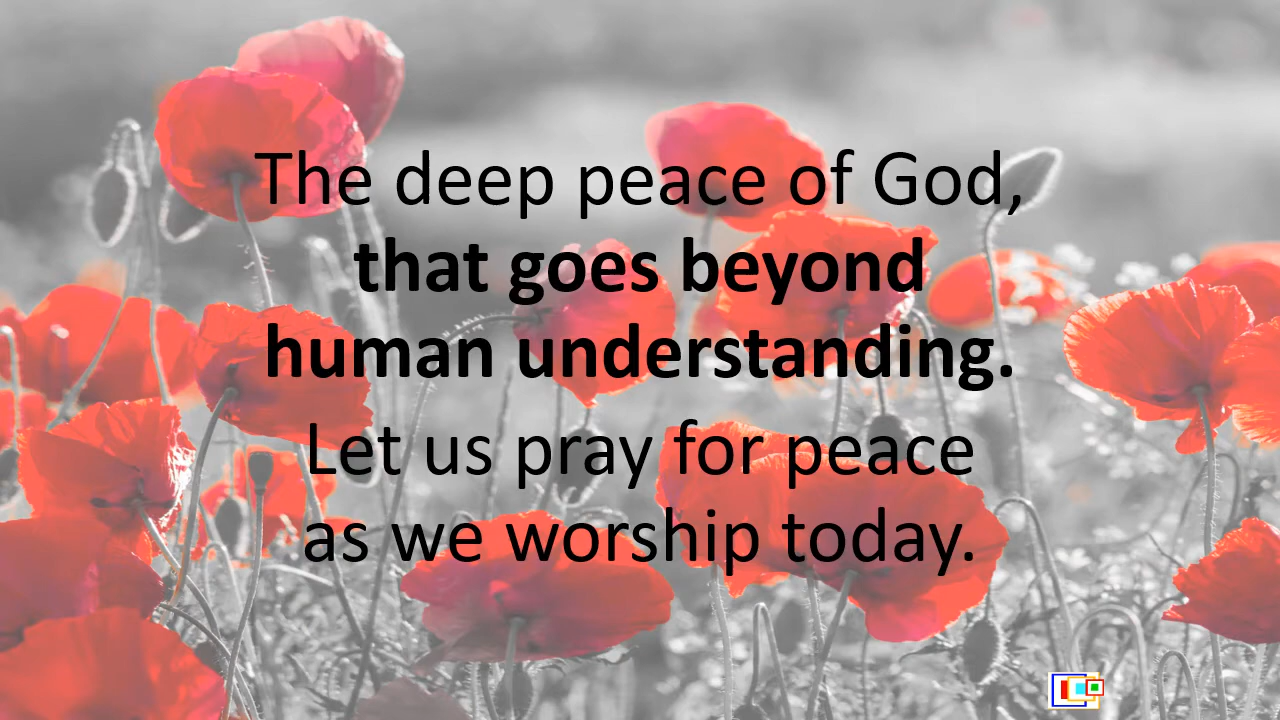 The deep peace of God,
that goes beyond
human understanding.
Let us pray for peace
as we worship today.